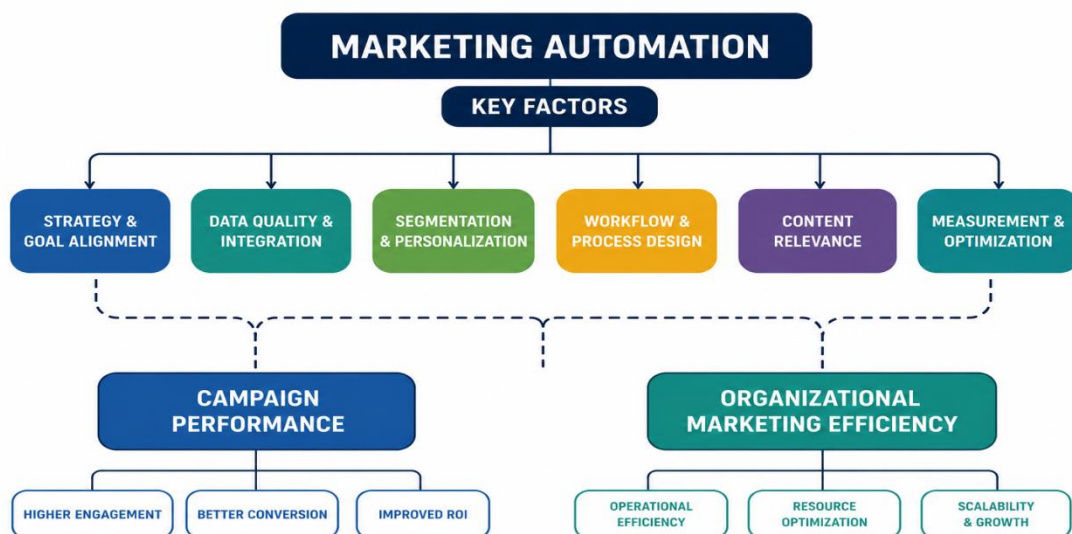 MARKETING AUTOMATION
KEY FACTORS
STRATEGY &
GOAL ALIGNMENT
DATA QUALITY &
INTEGRATION
SEGMENTATION
& PERSONALIZATION
WORKFLOW &
PROCESS DESIGN
CONTENT
RELEVANCE
MEASUREMENT &
OPTIMIZATION
CAMPAIGN
PERFORMANCE
ORGANIZATIONAL
MARKETING EFFICIENCY
HIGHER ENGAGEMENT
BETTER CONVERSION
IMPROVED ROI
OPERATIONAL
EFFICIENCY
RESOURCE
OPTIMIZATION
SCALABILITY
& GROWTH